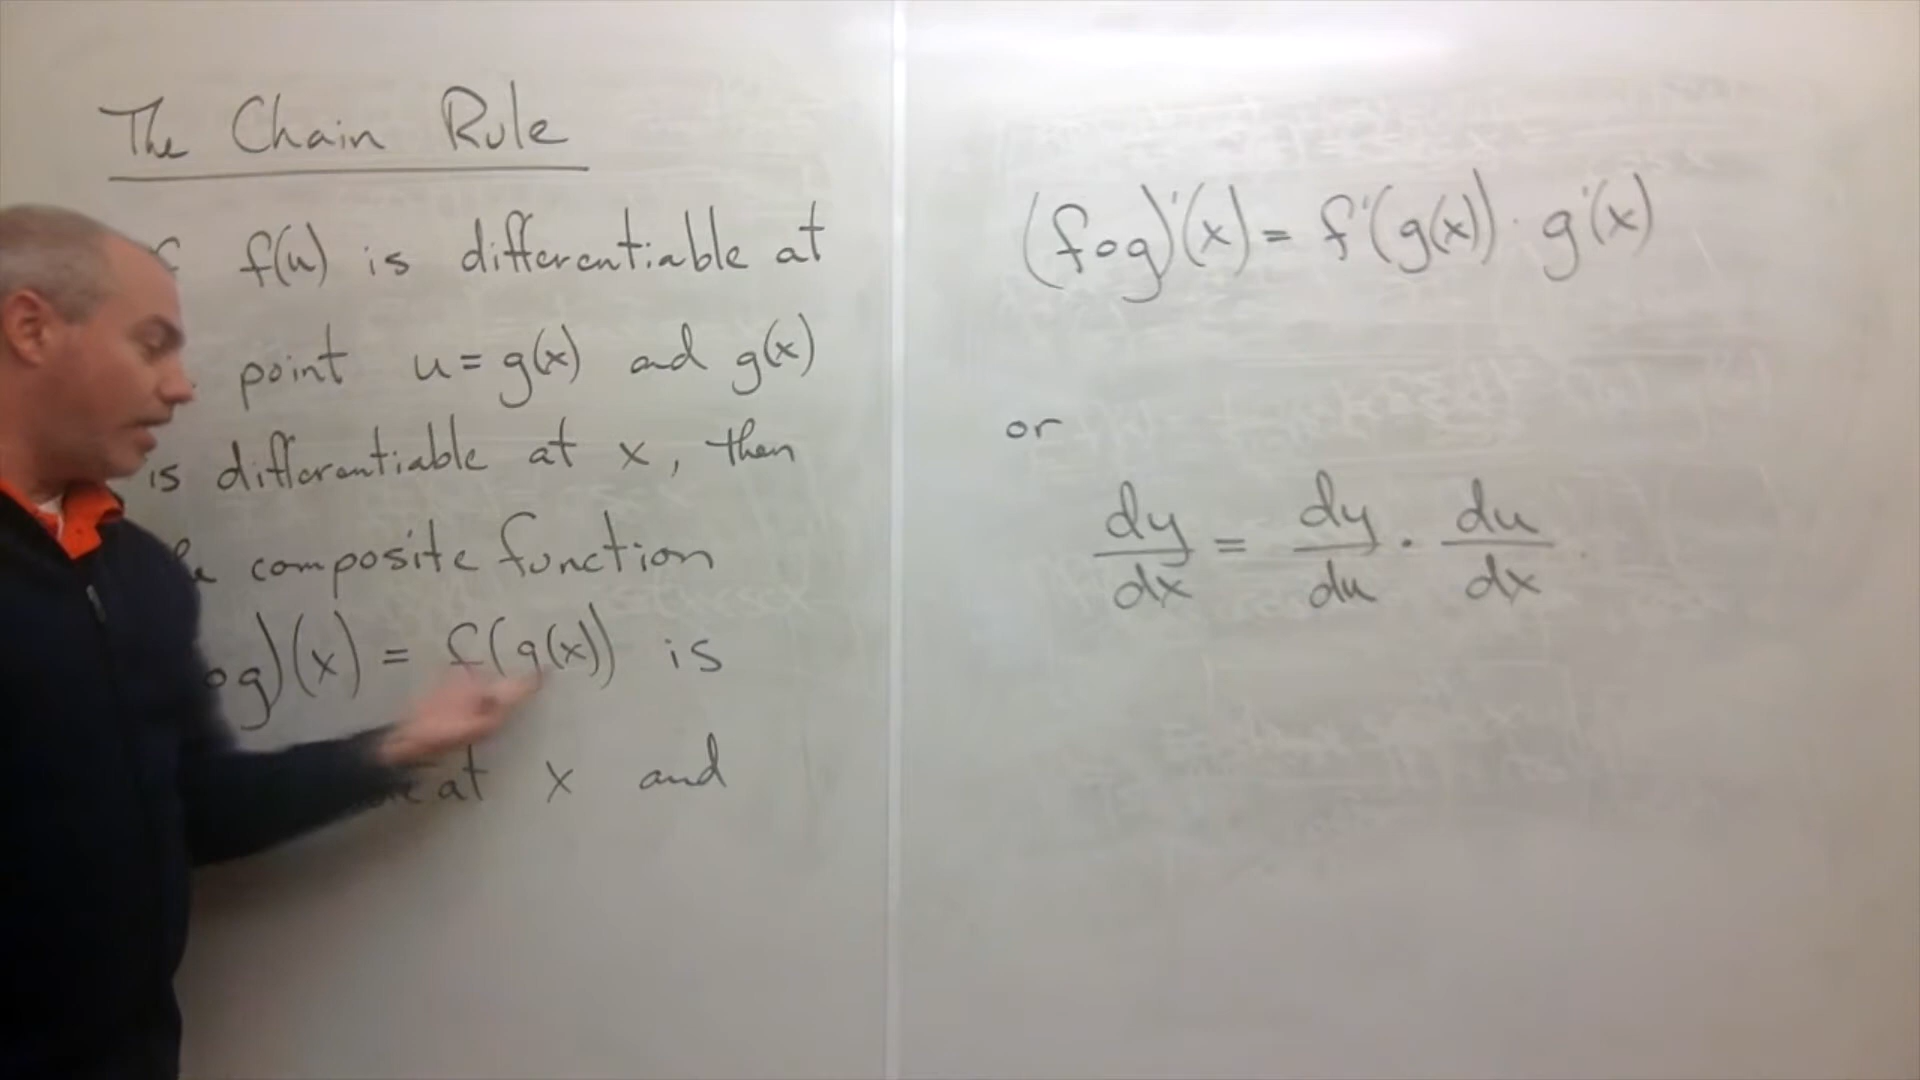 The Chain Rule
f(u) is differentiable at
point u = g(x) and g(x)
is differentiable at x, then
composite function
og)(x) = f(g(x)) is
at x and
(f∘g)'(x) = f'(g(x)) · g'(x)
or
dy/dx = dy/du · du/dx